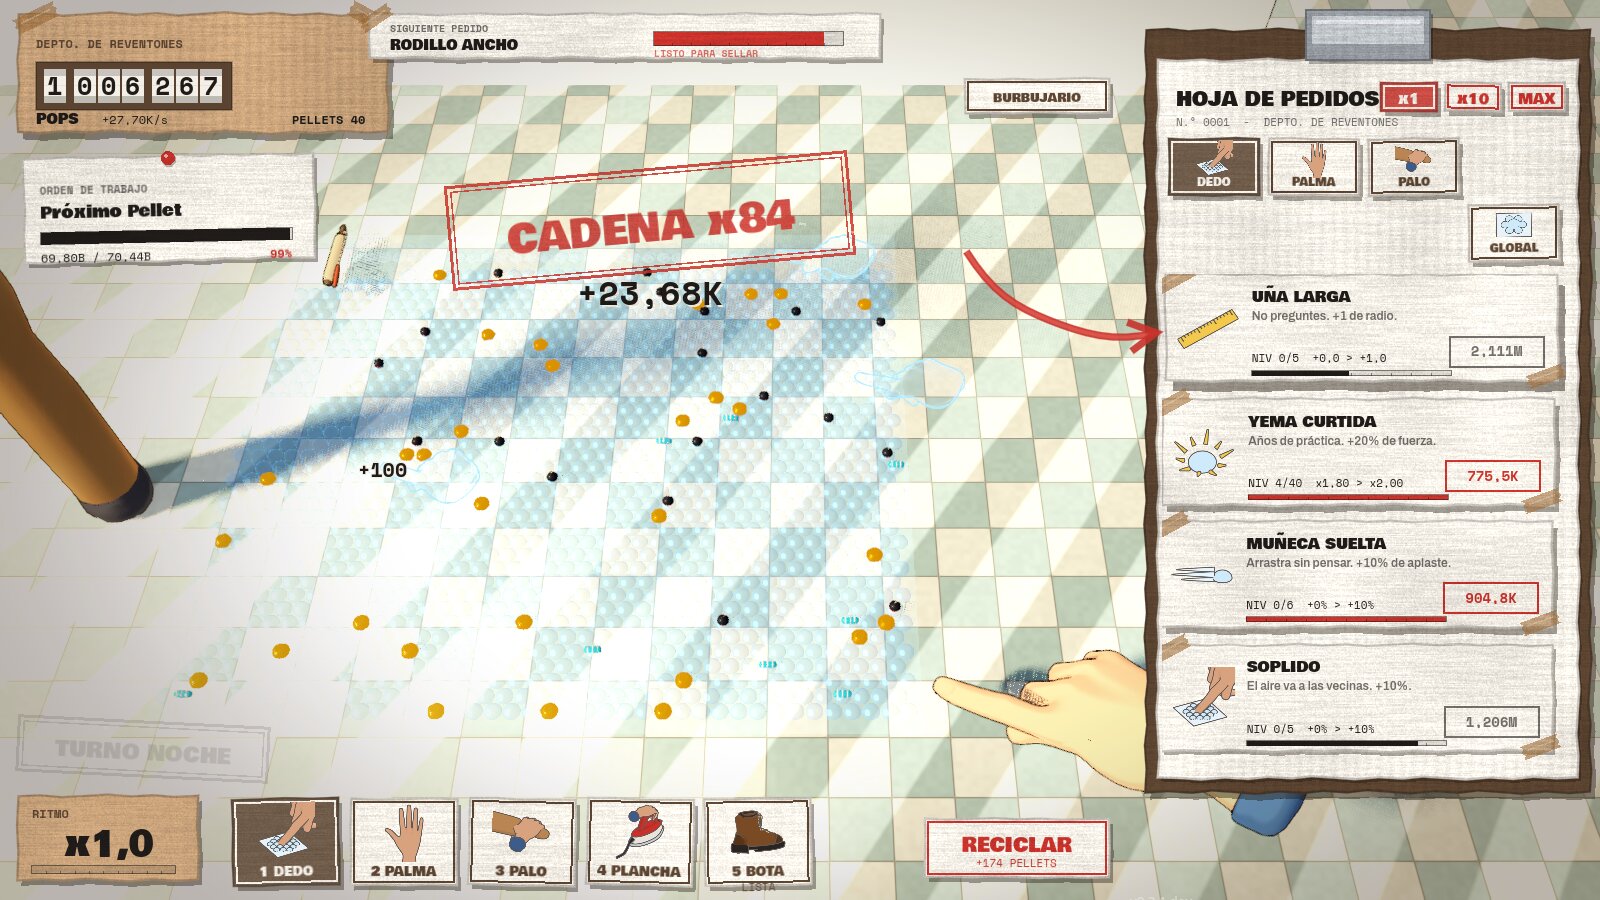 DEPTO. DE REVENTONES
1 006 267
POPS +27,70K/s PELLETS 40
SIGUIENTE PEDIDO
RODILLO ANCHO
LISTO PARA SELLAR
BURBUJARIO
ORDEN DE TRABAJO
Próximo Pellet
69.80B / 70.44B 99%
CADENA x84
+23,68K
+100
HOJA DE PEDIDOS x1 x10 MAX
N.° 0001 - DEPTO. DE REVENTONES
DEDO PALMA PALO
GLOBAL
UÑA LARGA
No preguntes. +1 de radio.
NIV 0/5 +0,0 > +1,0
2,111M
YEMA CURTIDA
Años de práctica. +20% de fuerza.
NIV 4/40 x1,80 > x2,00
775,5K
MUÑECA SUELTA
Arrastra sin pensar. +10% de aplaste.
NIV 0/6 +0% > +10%
904,8K
SOPLIDO
El aire va a las vecinas. +10%.
NIV 0/5 +0% > +10%
1,206M
TURNO NOCHE
RITMO
x1,0
1 DEDO
2 PALMA
3 PALO
4 PLANCHA
5 BOTA
LISTA
RECICLAR
+174 PELLETS